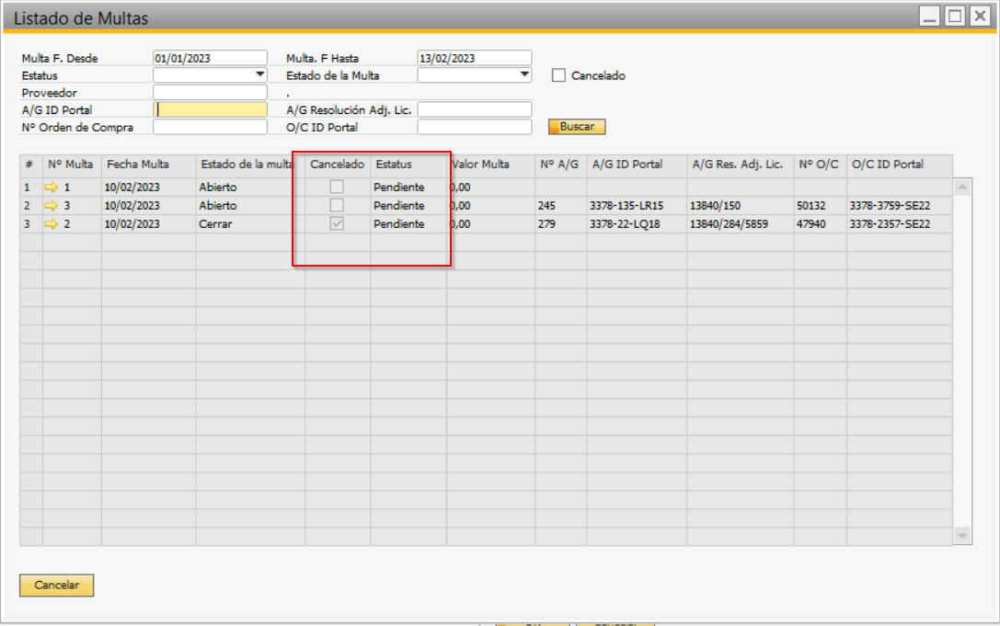 Listado de Multas
Multa F. Desde 01/01/2023 Multa. F Hasta 13/02/2023
Estatus Estado de la Multa Cancelado
Proveedor .
A/G ID Portal A/G Resolución Adj. Lic.
Nº Orden de Compra O/C ID Portal Buscar
# Nº Multa Fecha Multa Estado de la multa Cancelado Estatus Valor Multa Nº A/G A/G ID Portal A/G Res. Adj. Lic. Nº O/C O/C ID Portal
1 1 10/02/2023 Abierto Pendiente 0,00
2 3 10/02/2023 Abierto Pendiente 0,00 245 3378-135-LR15 13840/150 50132 3378-3759-SE22
3 2 10/02/2023 Cerrar Pendiente 0,00 279 3378-22-LQ18 13840/284/5859 47940 3378-2357-SE22
Cancelar